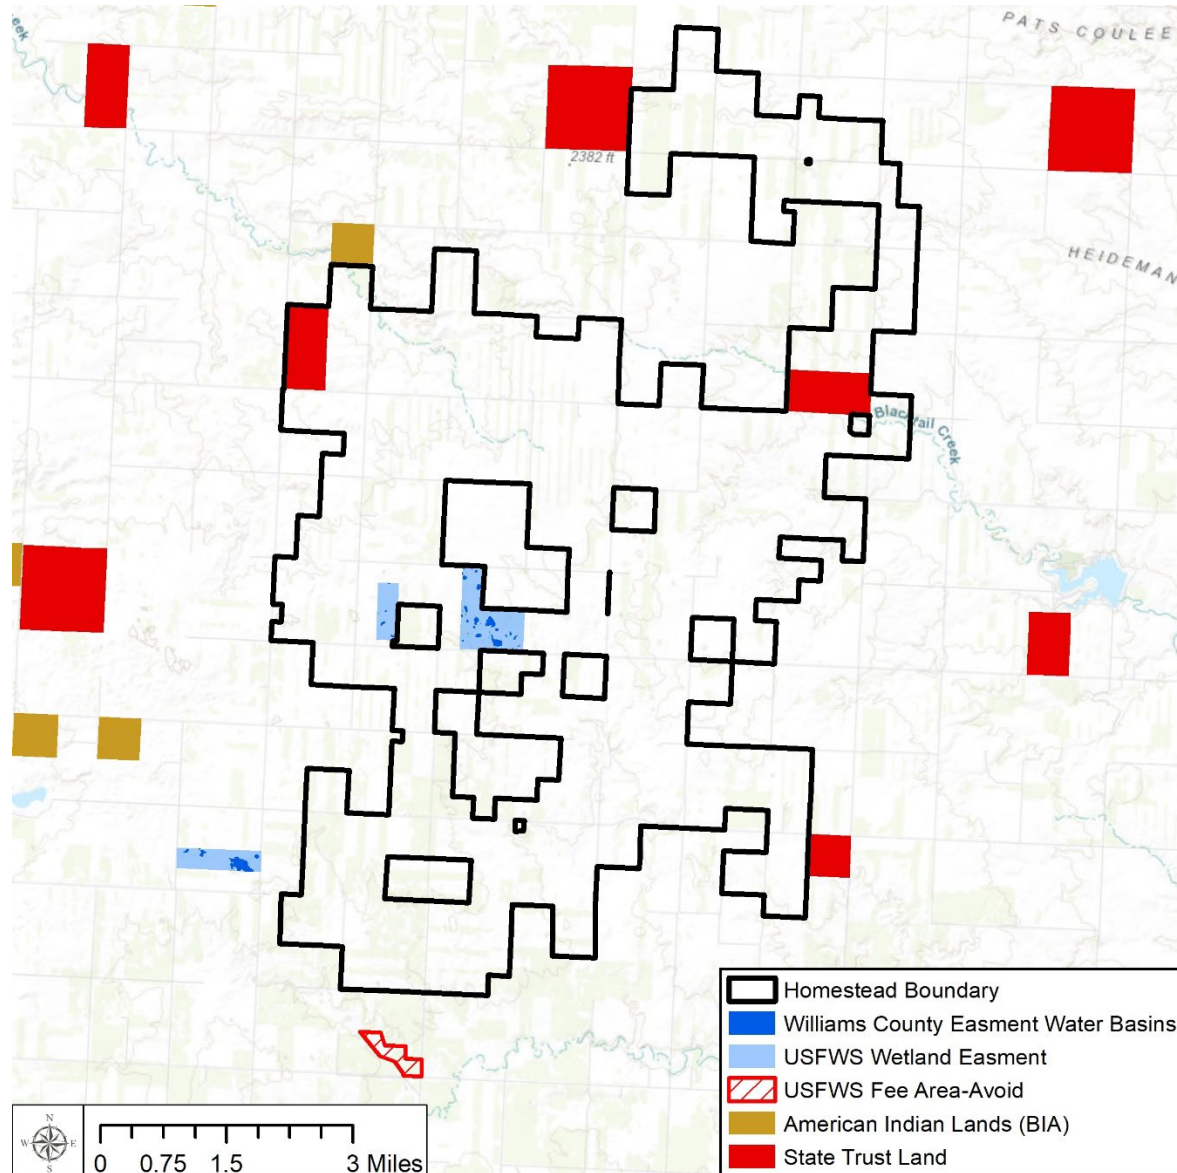 eek
PATS COULEE
2382 ft
HEIDEMAN
Blacktail Creek
Homestead Boundary
Williams County Easment Water Basins
USFWS Wetland Easment
USFWS Fee Area-Avoid
American Indian Lands (BIA)
State Trust Land
N
W E
S
0 0.75 1.5 3 Miles